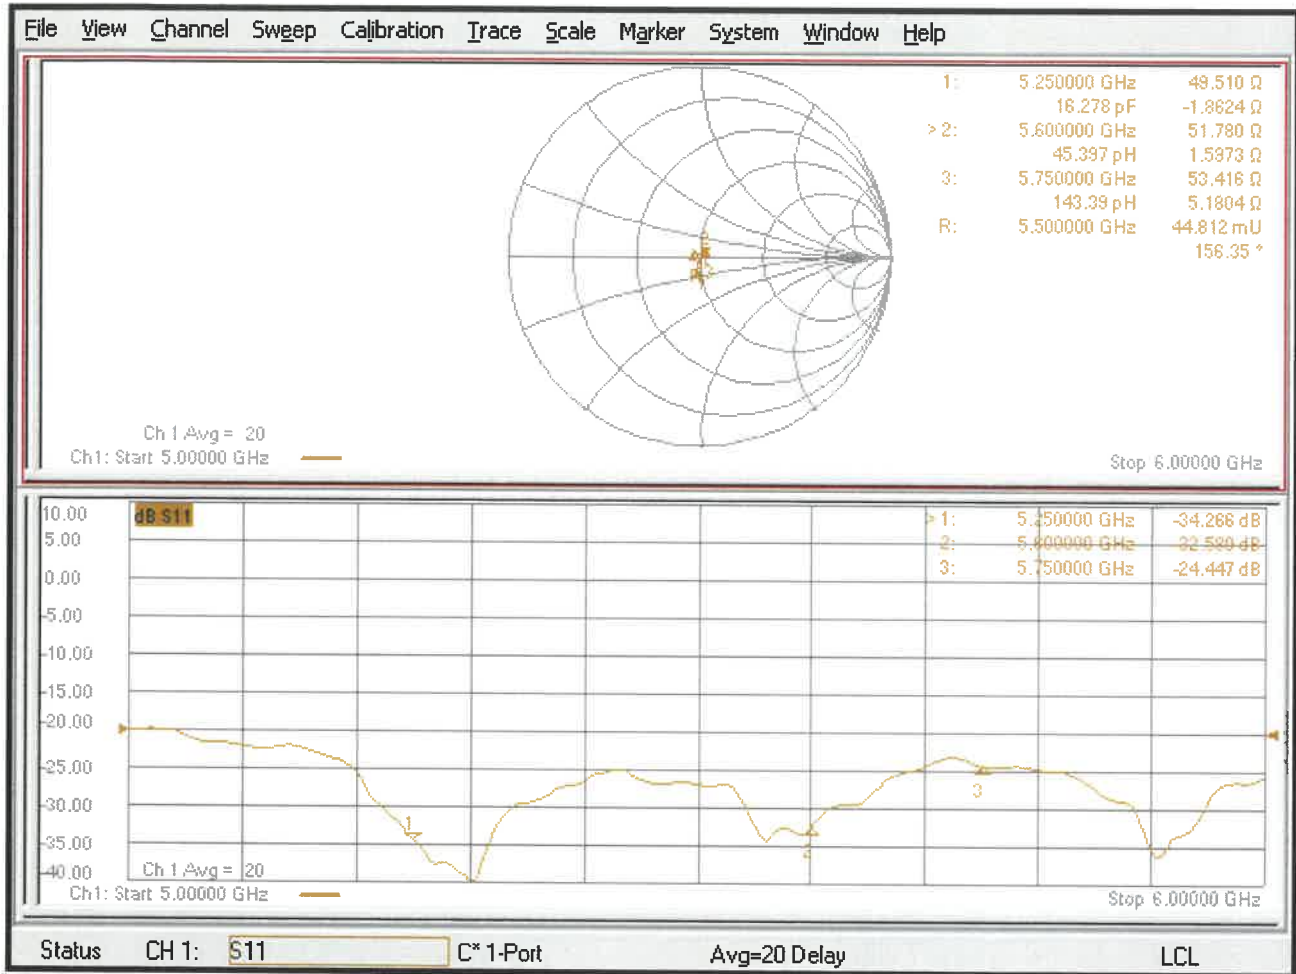 File View Channel Sweep Calibration Trace Scale Marker System Window Help
1: 5.250000 GHz 49.510 Ω
16.278 pF -1.8624 Ω
> 2: 5.600000 GHz 51.780 Ω
45.397 pH 1.5973 Ω
3: 5.750000 GHz 53.416 Ω
143.39 pH 5.1804 Ω
R: 5.500000 GHz 44.812 mU
156.35 °
Ch 1 Avg = 20
Ch1: Start 5.00000 GHz
Stop 6.00000 GHz
10.00
dB S11
> 1: 5.250000 GHz -34.266 dB
5.00
2: 5.600000 GHz -32.580 dB
0.00
3: 5.750000 GHz -24.447 dB
-5.00
-10.00
-15.00
-20.00
-25.00
-30.00
-35.00
-40.00
1
2
3
Ch 1 Avg = 20
Ch1: Start 5.00000 GHz
Stop 6.00000 GHz
Status CH 1: S11 C* 1-Port Avg=20 Delay LCL